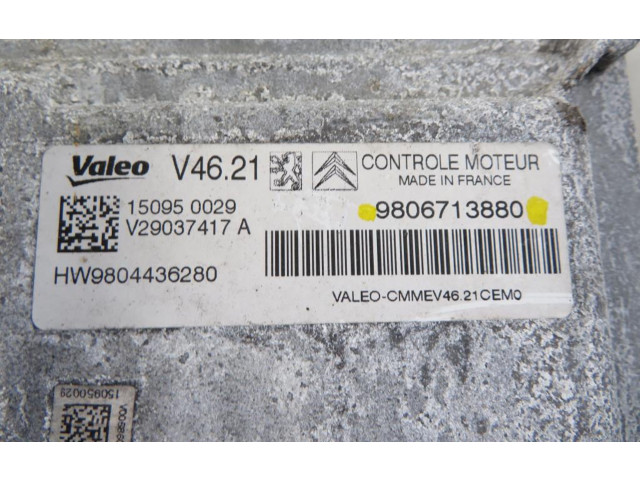 Valeo V46.21 CONTROLE MOTEUR
MADE IN FRANCE
15095 0029 9806713880
V29037417 A
HW9804436280
VALEO-CMMEV46.21CEM0
150950029